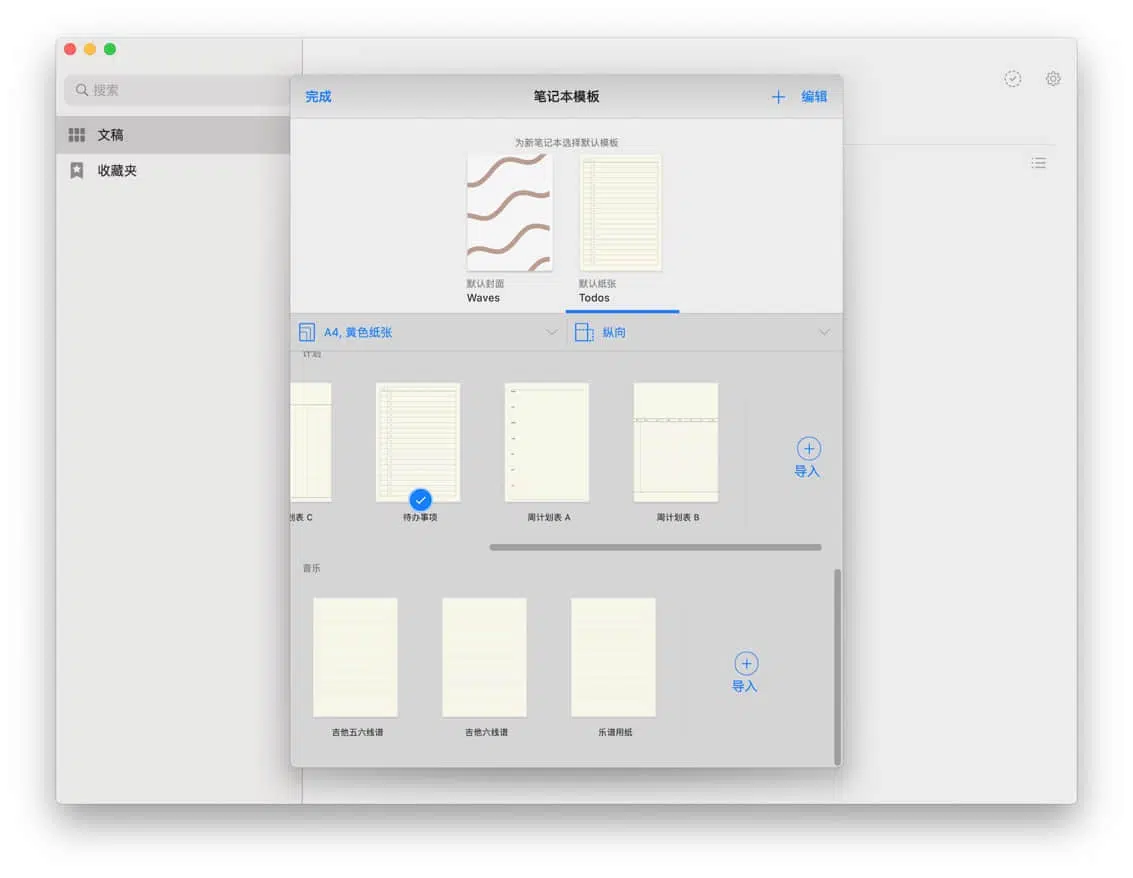 搜索
文稿
收藏夹
完成
笔记本模板
编辑
为新笔记本选择默认模板
默认封面
Waves
默认纸张
Todos
A4, 黄色纸张
纵向
计划
划表 C
待办事项
周计划表 A
周计划表 B
导入
音乐
吉他五六线谱
吉他六线谱
乐谱用纸
导入